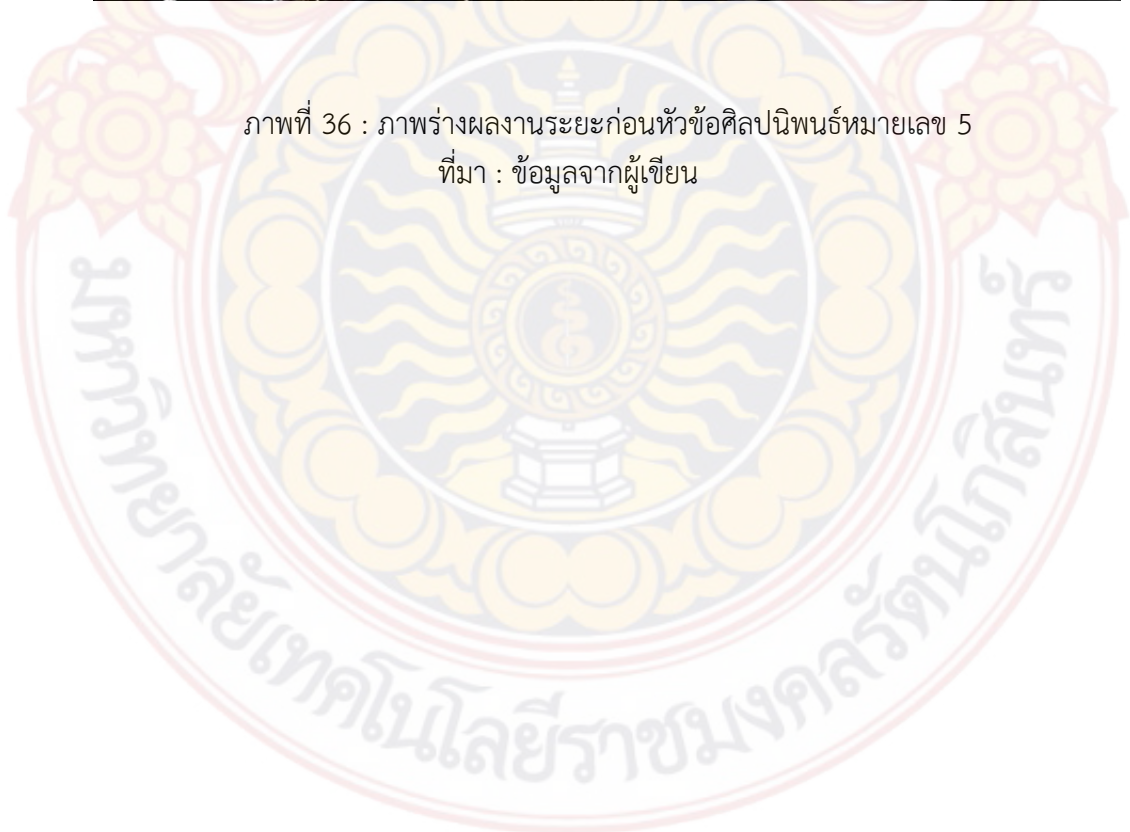 ภาพที่ 36 : ภาพร่างผลงานระยะก่อนหัวข้อศิลปนิพนธ์หมายเลข 5
ที่มา : ข้อมูลจากผู้เขียน
มหาวิทยาลัยเทคโนโลยีราชมงคลรัตนโกสินทร์